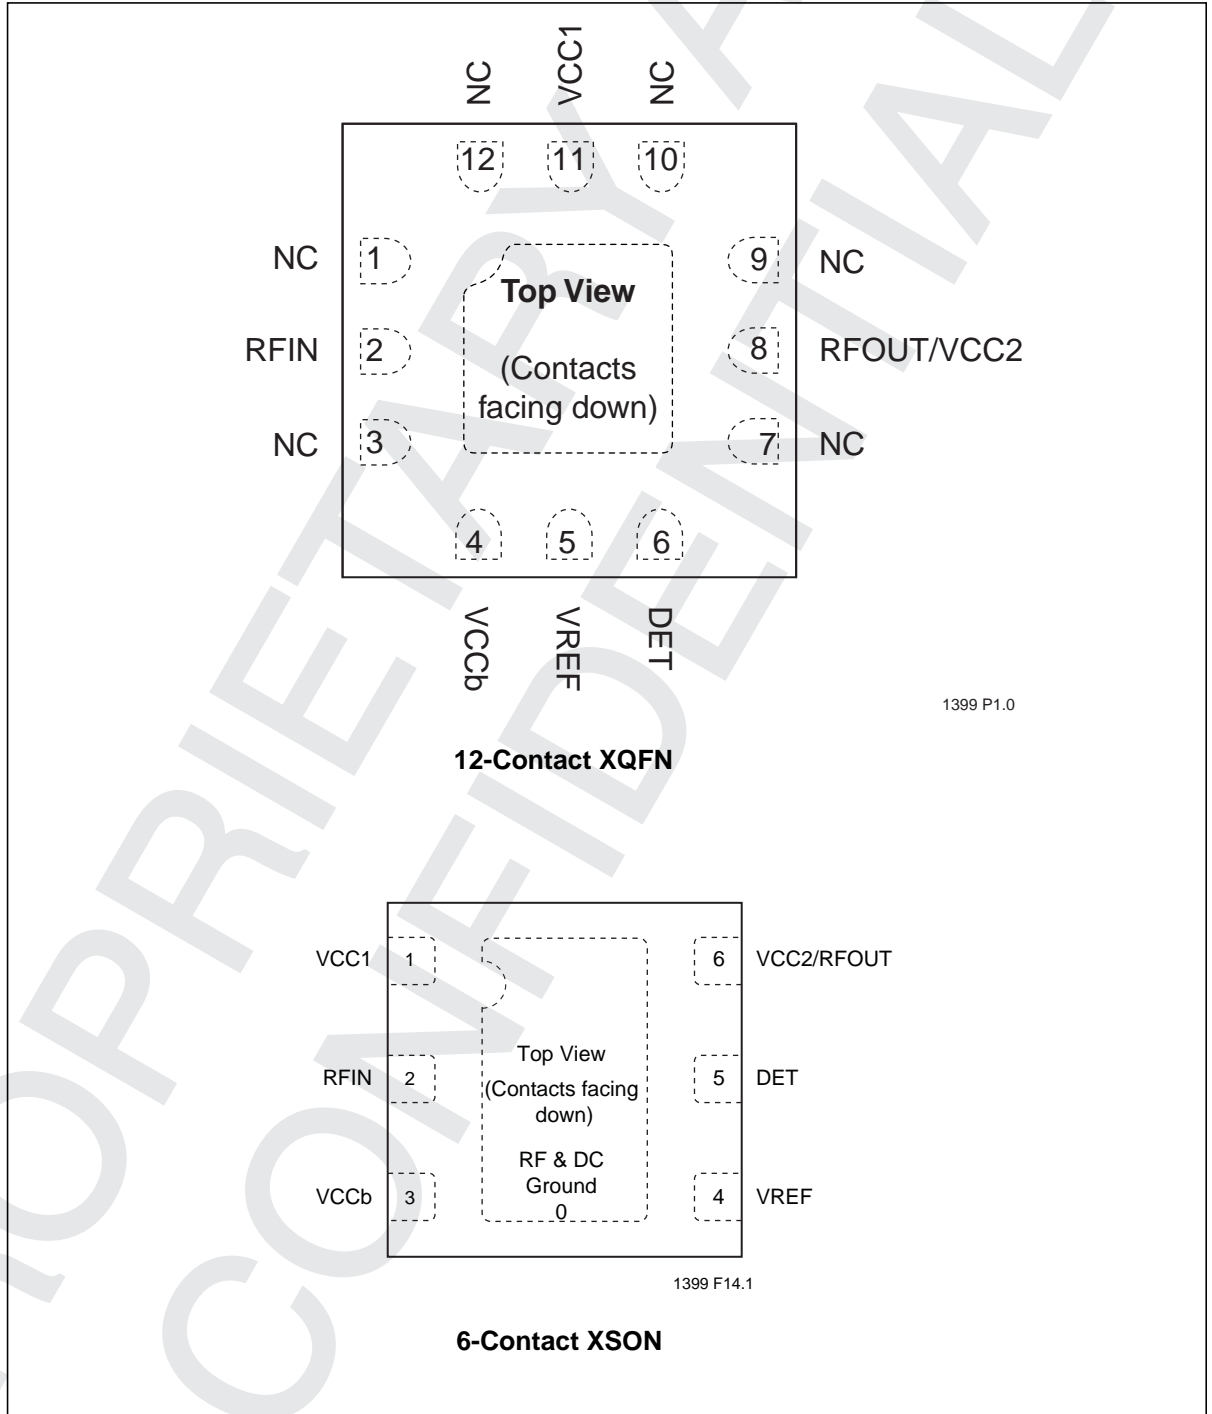 NC VCC1 NC
12 11 10
NC 1 9 NC
Top View
RFIN 2 8 RFOUT/VCC2
(Contacts
facing down)
NC 3 7 NC
4 5 6
VCCb VREF DET
1399 P1.0
12-Contact XQFN
VCC1 1 6 VCC2/RFOUT
Top View
RFIN 2 5 DET
(Contacts facing
down)
RF & DC
Ground
0
VCCb 3 4 VREF
1399 F14.1
6-Contact XSON
CONFIDENTIAL